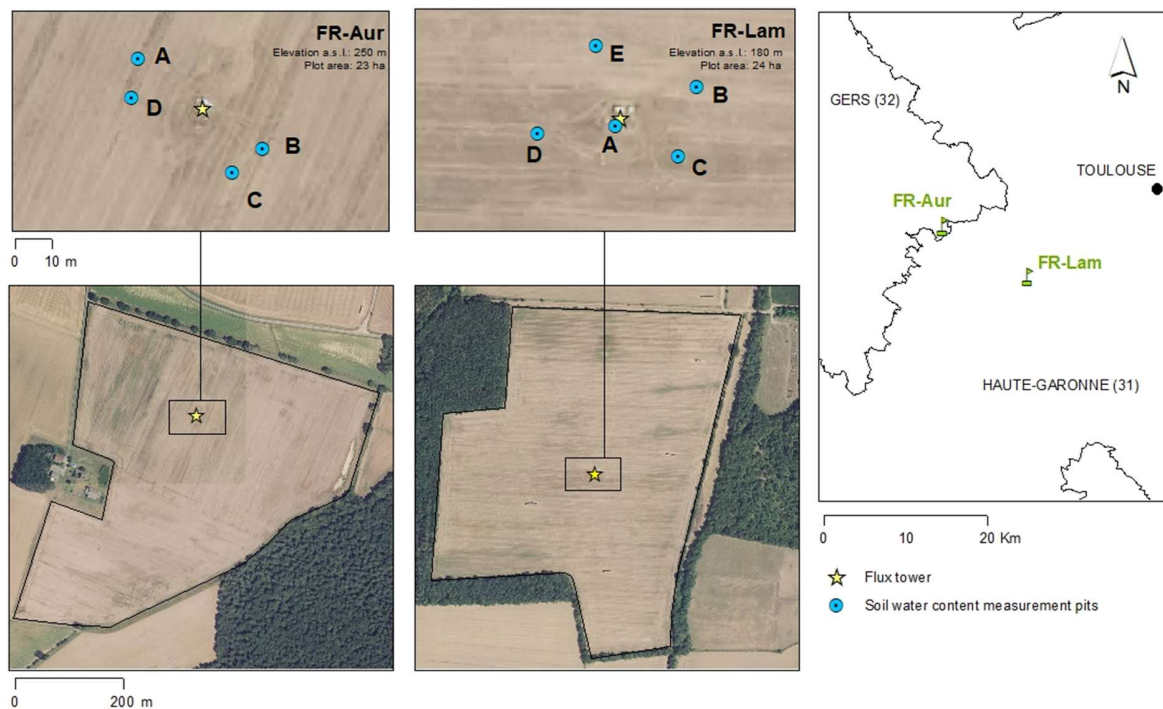 FR-Aur
Elevation a.s.l.: 250 m
Plot area: 23 ha
A
D
B
C
0 10 m
FR-Lam
Elevation a.s.l.: 180 m
Plot area: 24 ha
E
B
A
D
C
N
GERS (32)
TOULOUSE
FR-Aur
FR-Lam
HAUTE-GARONNE (31)
0 10 20 Km
Flux tower
Soil water content measurement pits
0 200 m